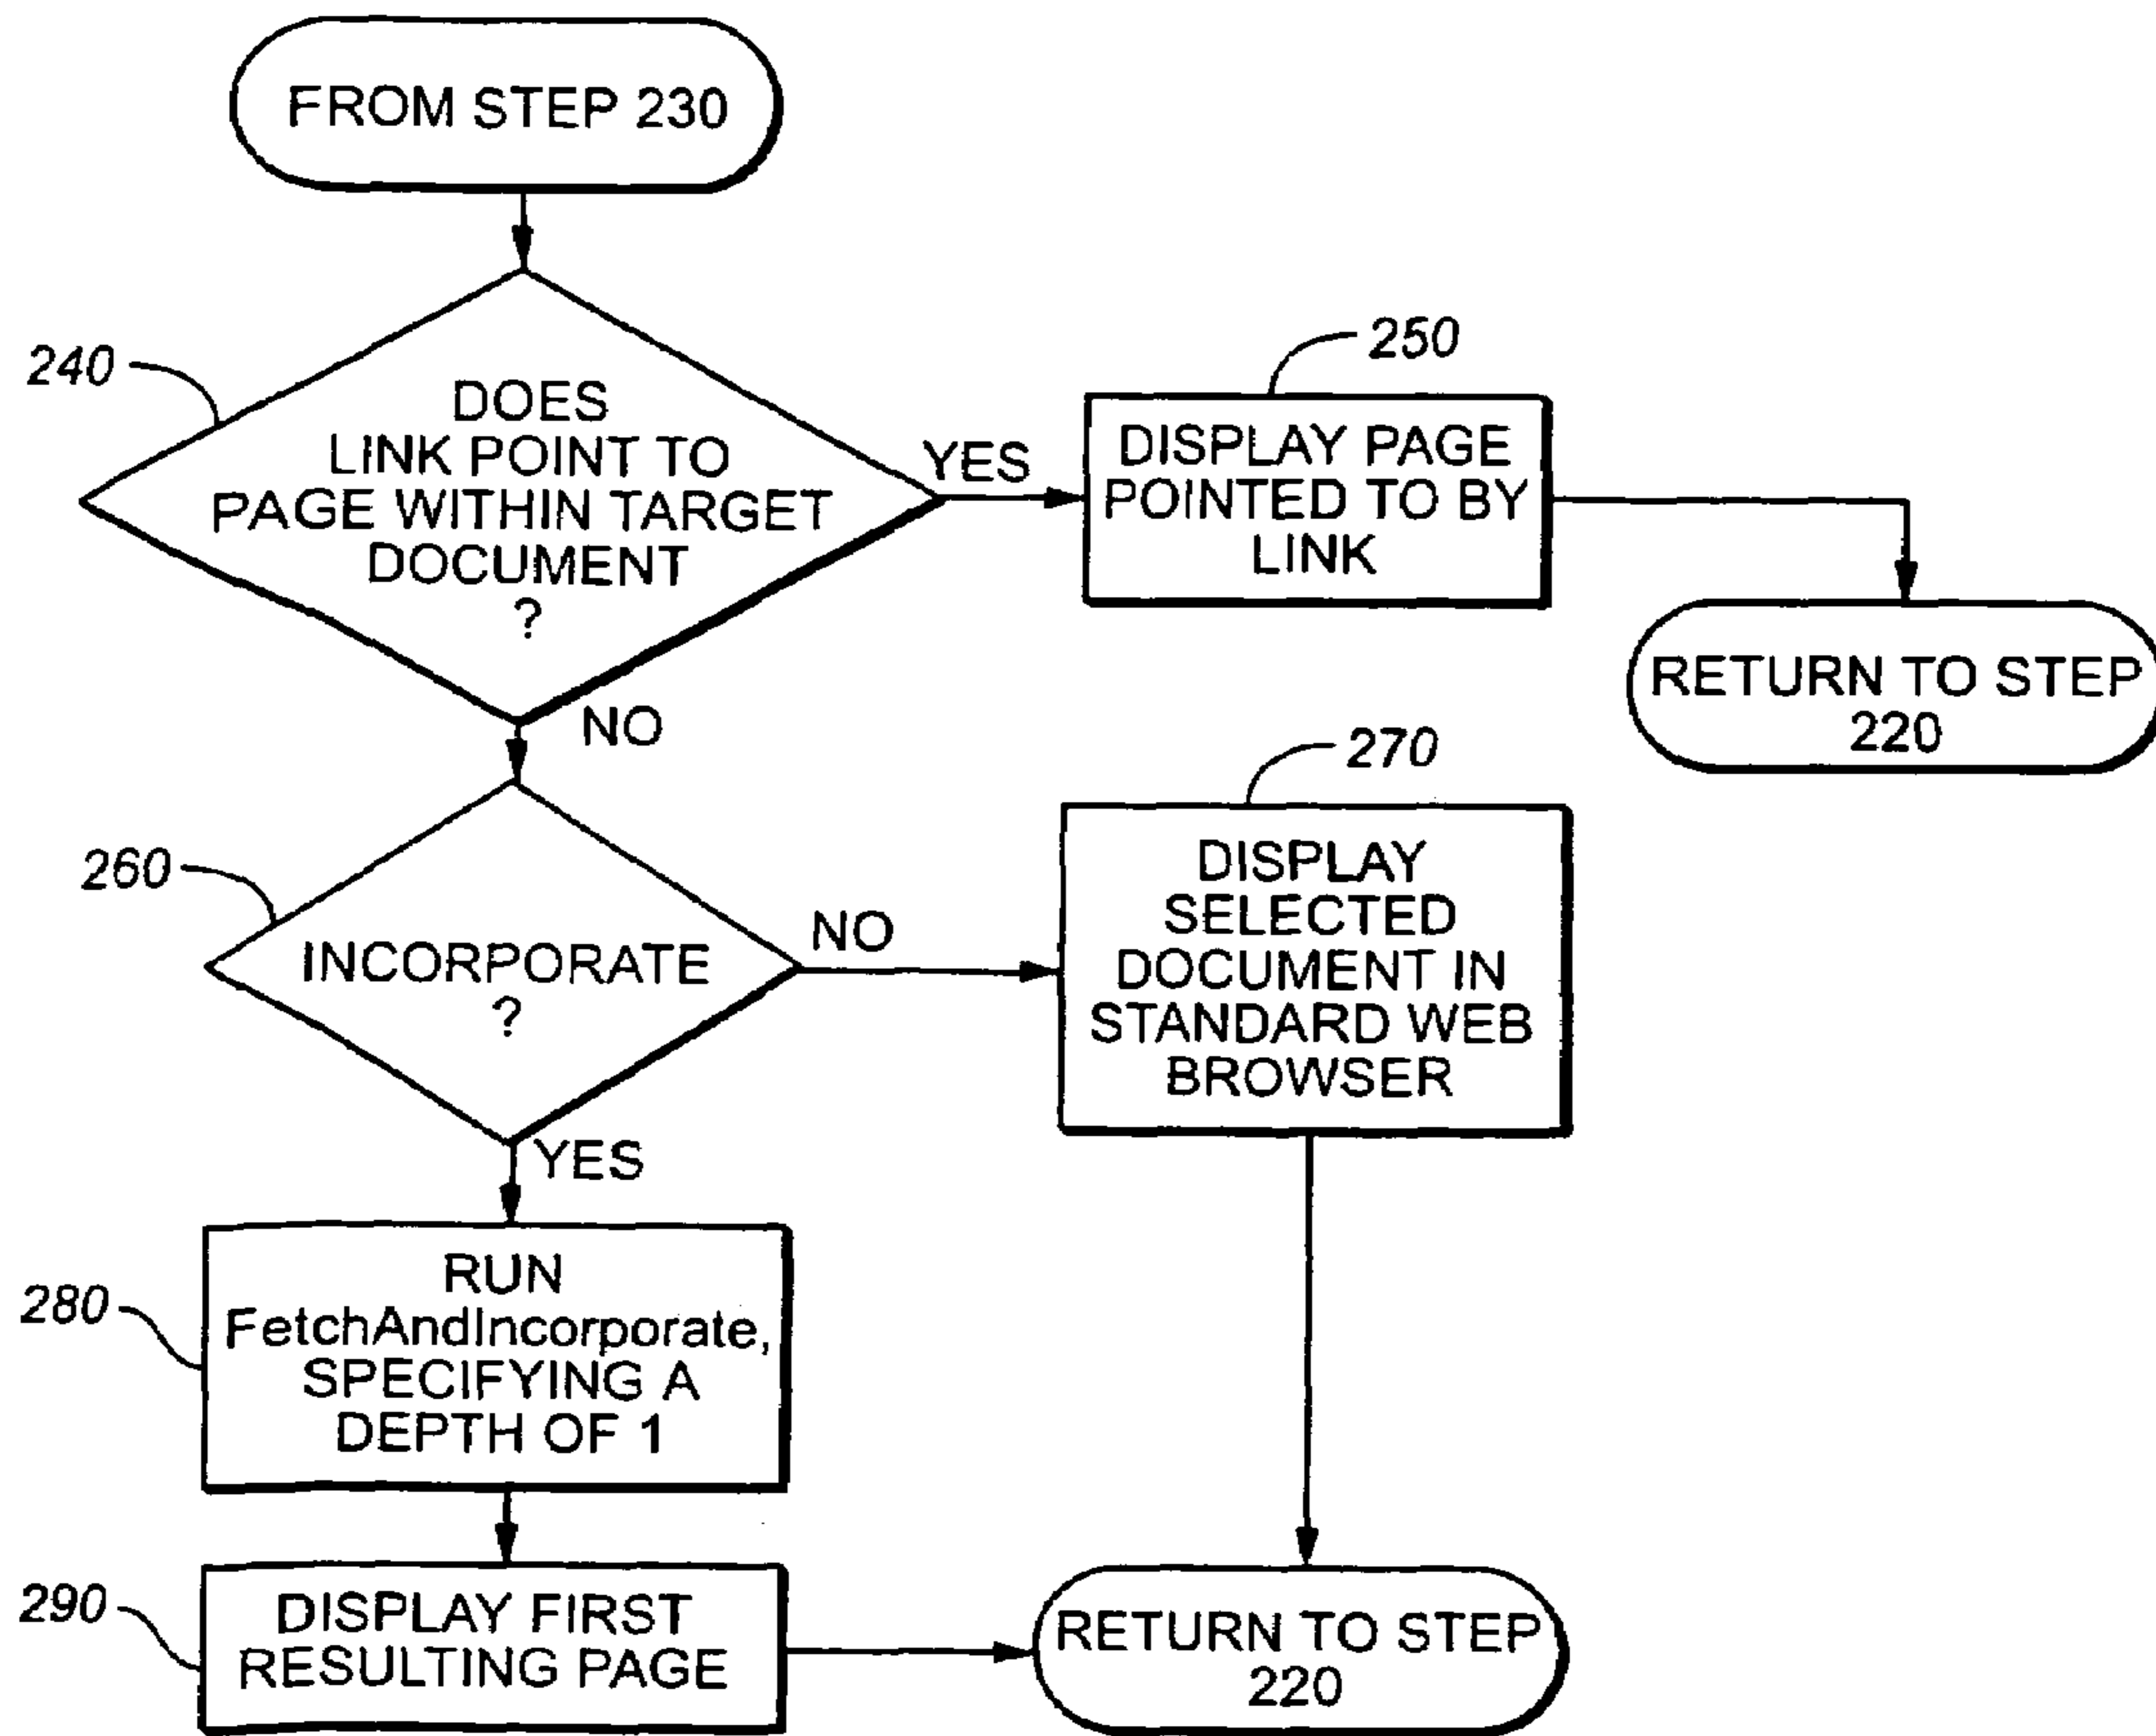 FROM STEP 230
240
DOES
LINK POINT TO
PAGE WITHIN TARGET
DOCUMENT
?
YES
250
DISPLAY PAGE
POINTED TO BY
LINK
RETURN TO STEP
220
NO
260
INCORPORATE
?
NO
270
DISPLAY
SELECTED
DOCUMENT IN
STANDARD WEB
BROWSER
YES
280
RUN
FetchAndIncorporate,
SPECIFYING A
DEPTH OF 1
290
DISPLAY FIRST
RESULTING PAGE
RETURN TO STEP
220